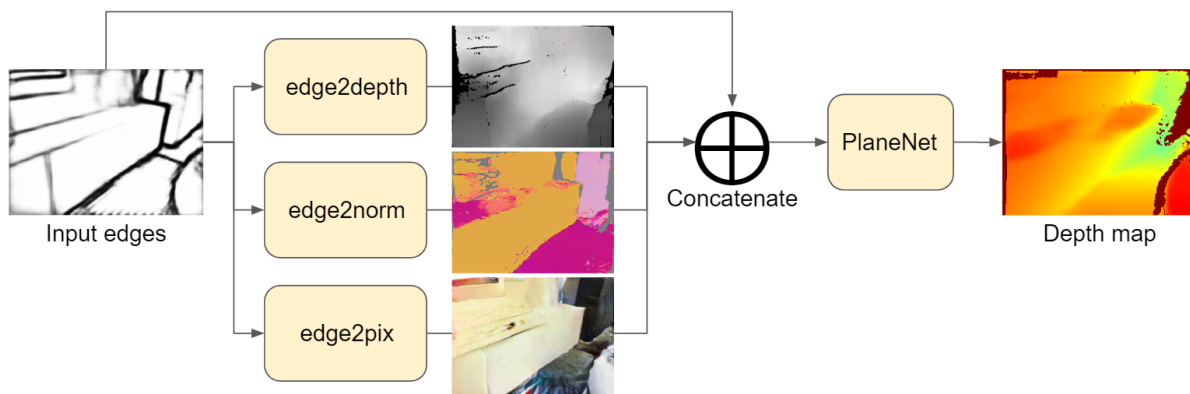 edge2depth
Input edges
edge2norm
edge2pix
Concatenate
PlaneNet
Depth map